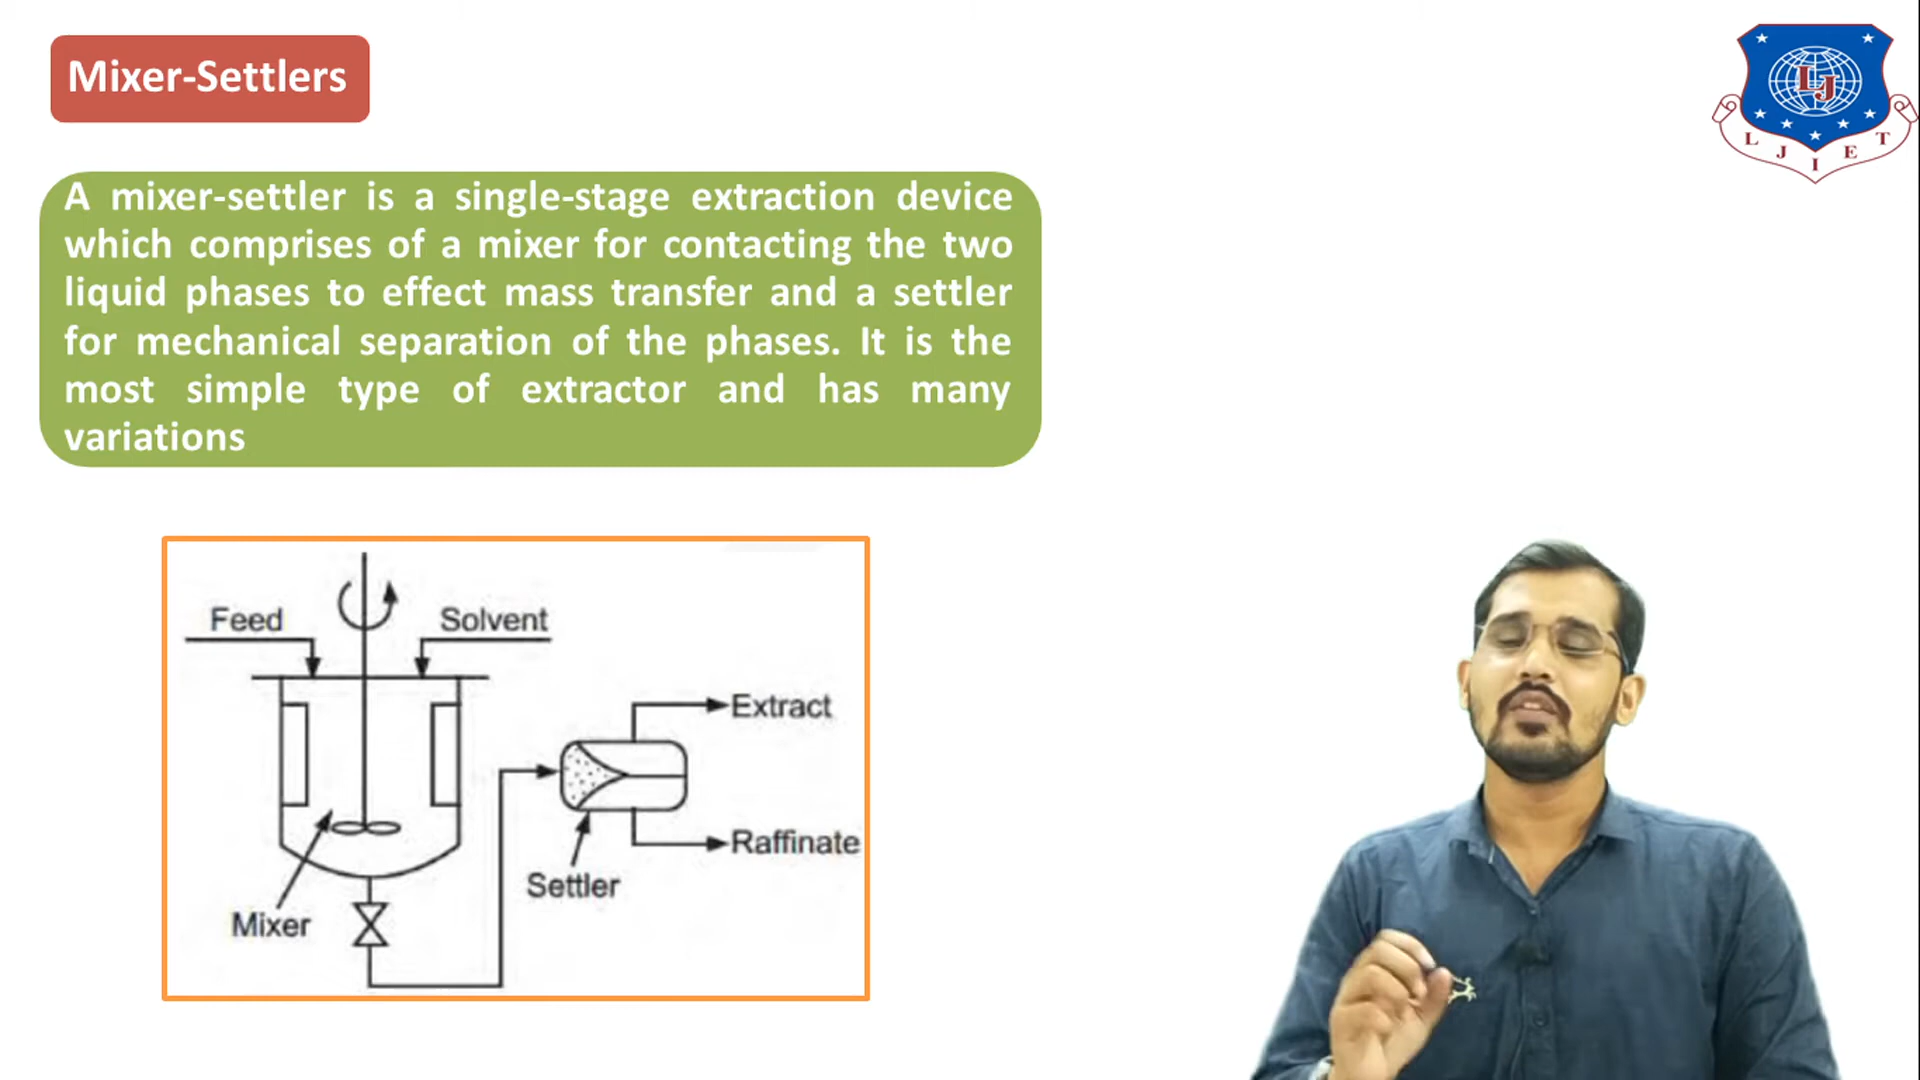 Mixer-Settlers
A mixer-settler is a single-stage extraction device
which comprises of a mixer for contacting the two
liquid phases to effect mass transfer and a settler
for mechanical separation of the phases. It is the
most simple type of extractor and has many
variations
LJ
L J I E T
Feed
Solvent
Extract
Raffinate
Settler
Mixer